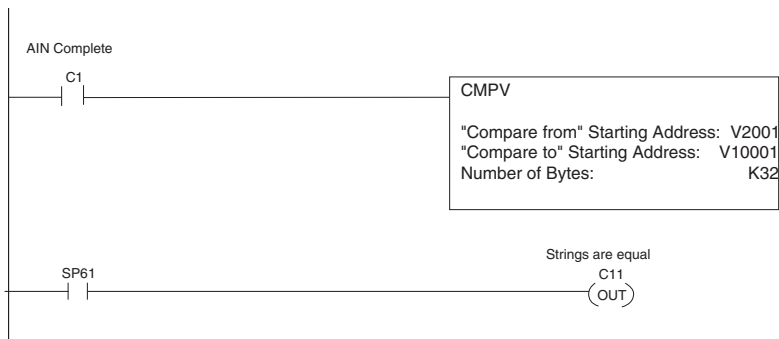 AIN Complete
C1
CMPV
"Compare from" Starting Address: V2001
"Compare to" Starting Address: V10001
Number of Bytes: K32
Strings are equal
SP61
C11
OUT